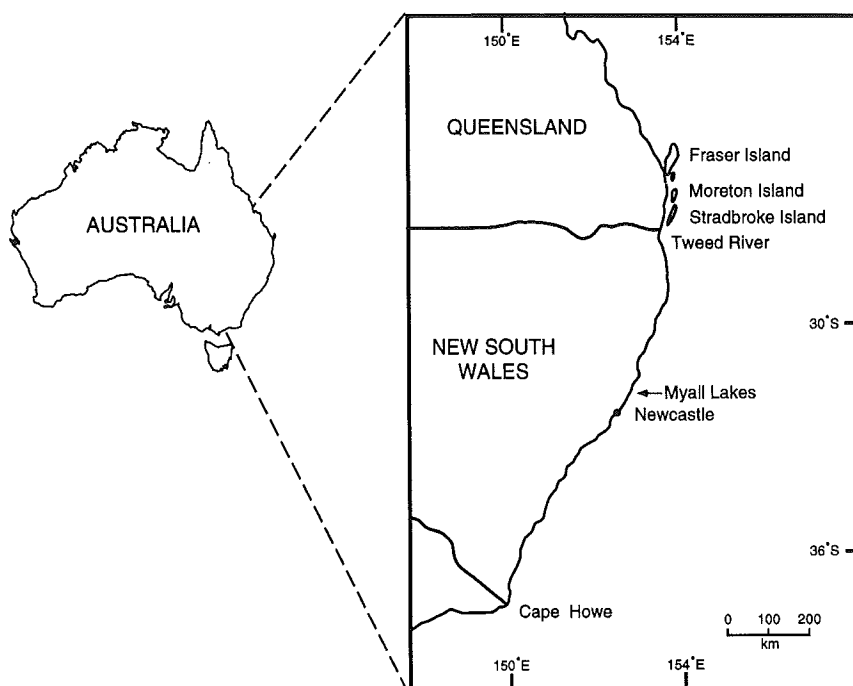 150°E
154°E
QUEENSLAND
Fraser Island
Moreton Island
Stradbroke Island
Tweed River
AUSTRALIA
30°S
NEW SOUTH
WALES
Myall Lakes
Newcastle
36°S
Cape Howe
0 100 200
km
150°E
154°E